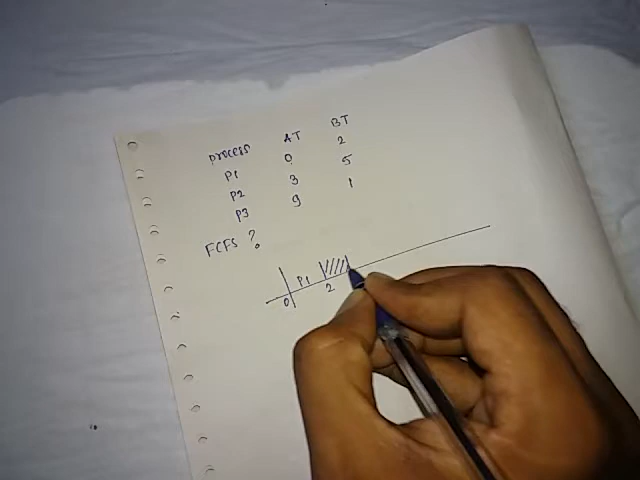 process AT BT
P1 0 2
P2 3 5
P3 9 1
FCFS ?
P1
0 2